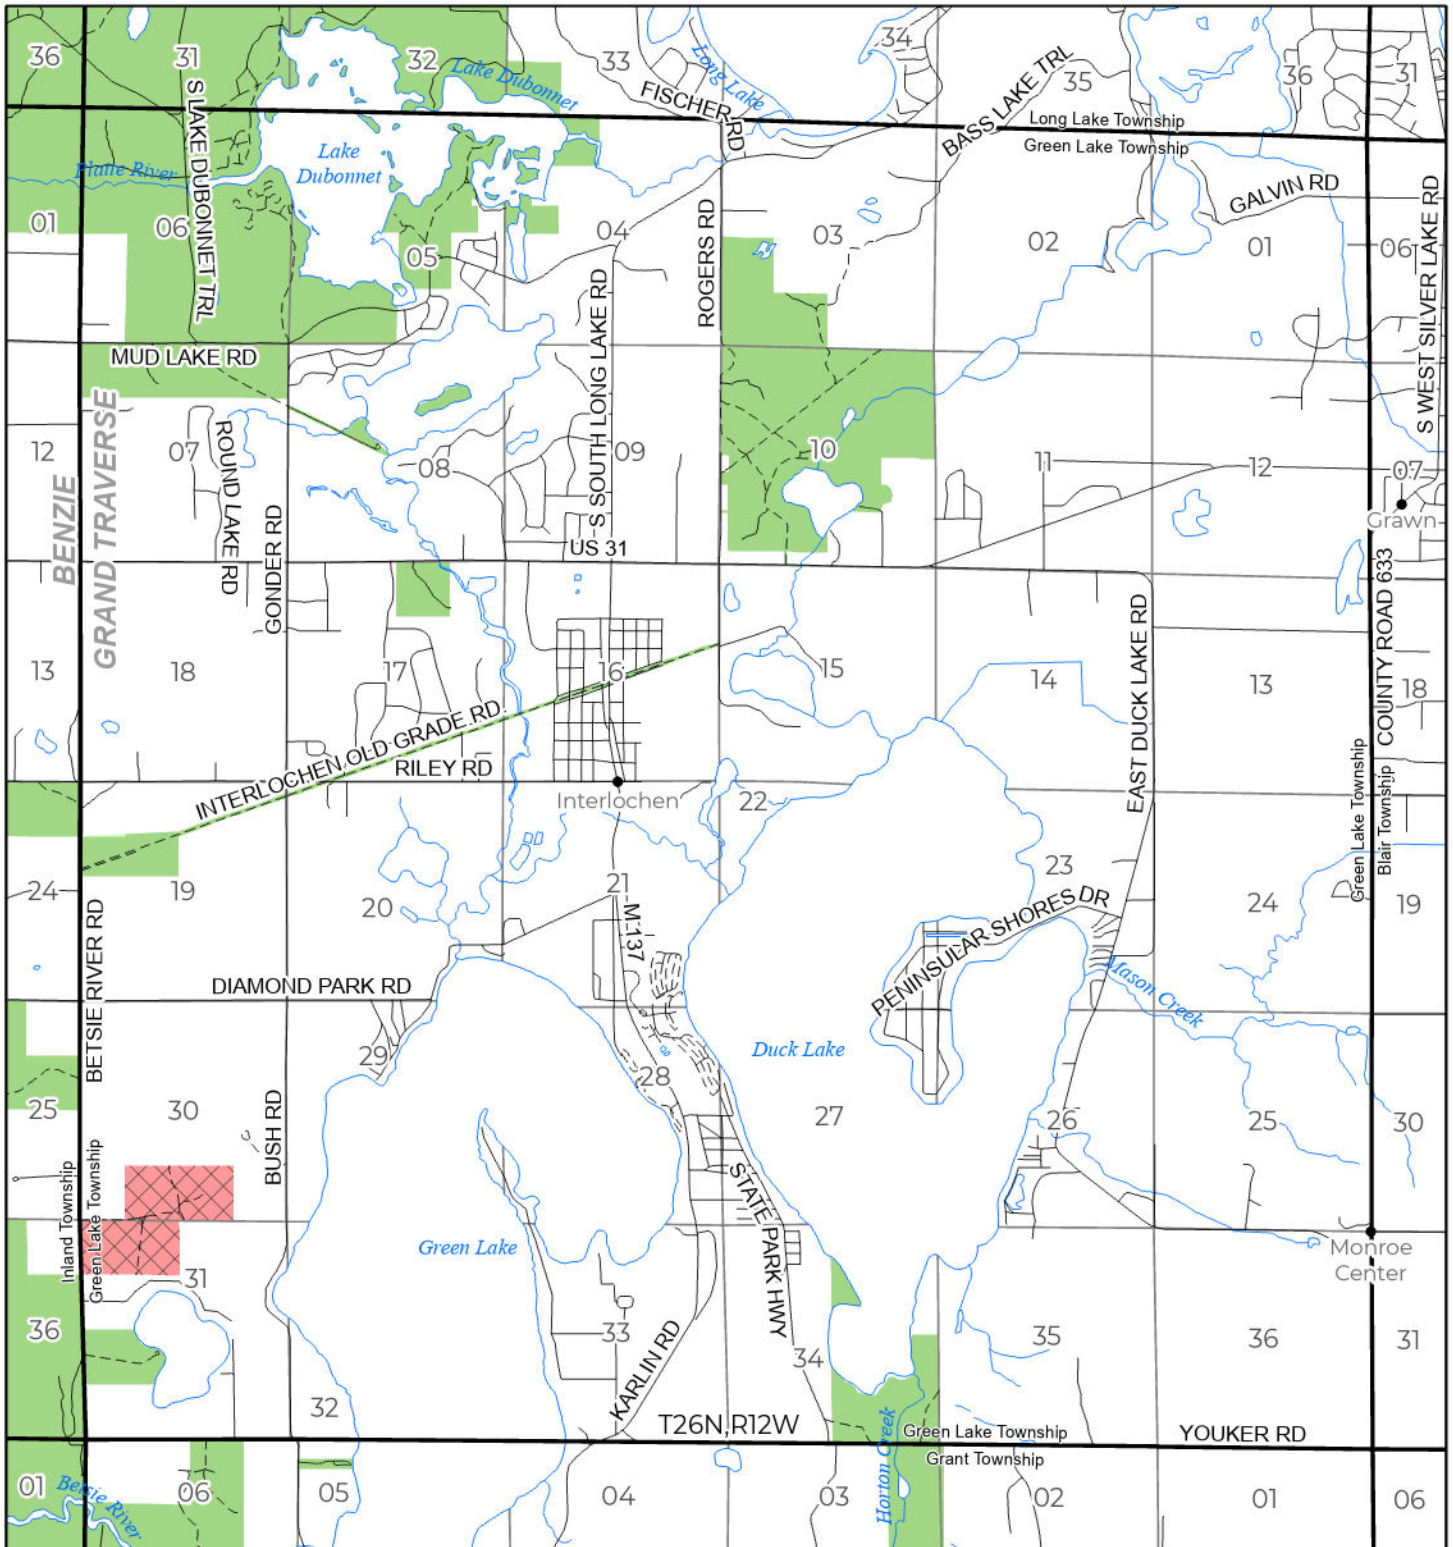 36
31
32
33
34
35
36
31
Lake Dubonnet
Long Lake
FISCHER RD
BASS LAKE TRL
Long Lake Township
Green Lake Township
S LAKE DUBONNET TRL
Lake
Dubonnet
Platte River
GALVIN RD
S WEST SILVER LAKE RD
01
06
05
04
ROGERS RD
03
02
01
06
S SOUTH LONG LAKE RD
MUD LAKE RD
BENZIE
GRAND TRAVERSE
12
07
ROUND LAKE RD
GONDER RD
08
09
10
11
12
07
Grawn
US 31
COUNTY ROAD 633
13
18
17
16
15
14
EAST DUCK LAKE RD
13
18
INTERLOCHEN OLD GRADE RD
RILEY RD
Interlochen
22
Green Lake Township
Blair Township
24
19
20
21
M 137
23
24
19
BETSIE RIVER RD
PENINSULAR SHORES DR
DIAMOND PARK RD
Mason Creek
Duck Lake
29
28
27
26
25
30
25
30
BUSH RD
Inland Township
Green Lake Township
STATE PARK HWY
Green Lake
Monroe
Center
31
36
33
KARLIN RD
34
35
36
31
32
T26N,R12W
Horton Creek
Green Lake Township
Grant Township
YOUKER RD
01
Betsie River
06
05
04
03
02
01
06